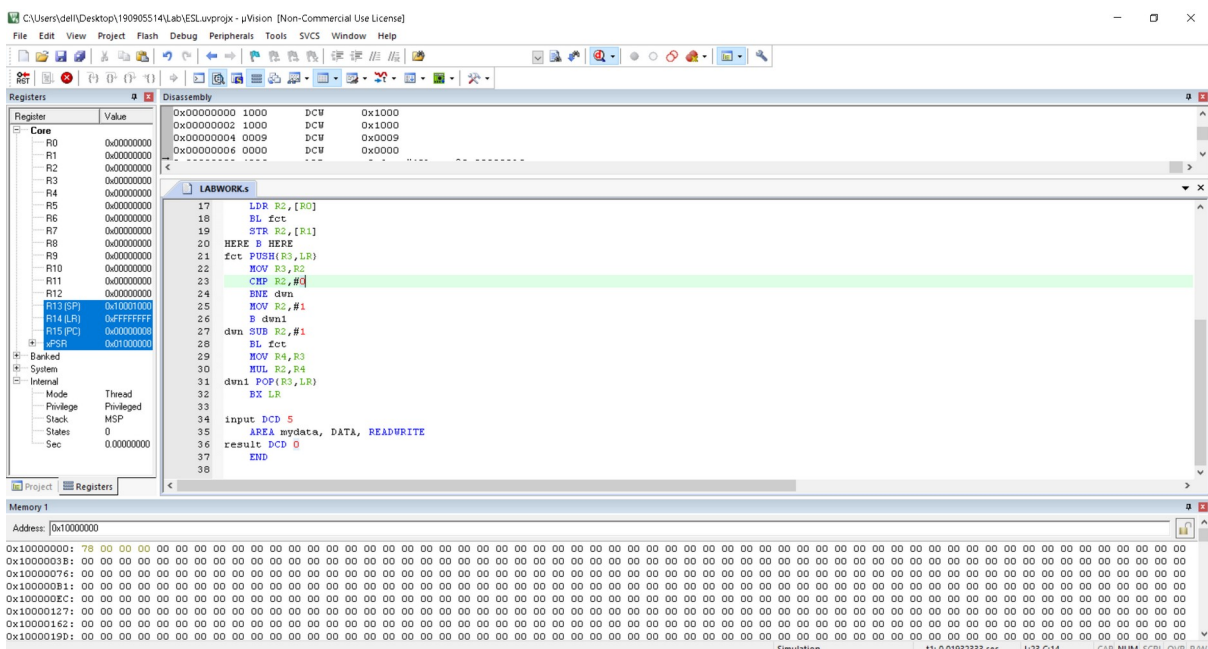 C:\Users\dell\Desktop\190905514\Lab\ESL.uvprojx - µVision [Non-Commercial Use License]
File Edit View Project Flash Debug Peripherals Tools SVCS Window Help
Registers
Register Value
Core
R0 0x00000000
R1 0x00000000
R2 0x00000000
R3 0x00000000
R4 0x00000000
R5 0x00000000
R6 0x00000000
R7 0x00000000
R8 0x00000000
R9 0x00000000
R10 0x00000000
R11 0x00000000
R12 0x00000000
R13 (SP) 0x10001000
R14 (LR) 0xFFFFFFFF
R15 (PC) 0x00000008
xPSR 0x01000000
Banked
System
Internal
Mode Thread
Privilege Privileged
Stack MSP
States 0
Sec 0.00000000
Project Registers
Disassembly
0x00000000 1000 DCW 0x1000
0x00000002 1000 DCW 0x1000
0x00000004 0009 DCW 0x0009
0x00000006 0000 DCW 0x0000
LABWORK.s
17 LDR R2,[R0]
18 BL fct
19 STR R2,[R1]
20 HERE B HERE
21 fct PUSH(R3,LR)
22 MOV R3,R2
23 CMP R2,#0
24 BNE dwn
25 MOV R2,#1
26 B dwn1
27 dwn SUB R2,#1
28 BL fct
29 MOV R4,R3
30 MUL R2,R4
31 dwn1 POP(R3,LR)
32 BX LR
33
34 input DCD 5
35 AREA mydata, DATA, READWRITE
36 result DCD 0
37 END
38
Memory 1
Address: 0x10000000
0x10000000: 78 00 00 00 00 00 00 00 00 00 00 00 00 00 00 00 00 00 00 00 00 00 00 00 00 00 00 00 00 00 00 00 00 00 00 00 00 00 00 00 00 00 00 00 00 00 00 00 00 00 00 00 00 00 00 00 00 00 00
0x1000003B: 00 00 00 00 00 00 00 00 00 00 00 00 00 00 00 00 00 00 00 00 00 00 00 00 00 00 00 00 00 00 00 00 00 00 00 00 00 00 00 00 00 00 00 00 00 00 00 00 00 00 00 00 00 00 00 00 00 00 00
0x10000076: 00 00 00 00 00 00 00 00 00 00 00 00 00 00 00 00 00 00 00 00 00 00 00 00 00 00 00 00 00 00 00 00 00 00 00 00 00 00 00 00 00 00 00 00 00 00 00 00 00 00 00 00 00 00 00 00 00 00 00
0x100000B1: 00 00 00 00 00 00 00 00 00 00 00 00 00 00 00 00 00 00 00 00 00 00 00 00 00 00 00 00 00 00 00 00 00 00 00 00 00 00 00 00 00 00 00 00 00 00 00 00 00 00 00 00 00 00 00 00 00 00 00
0x100000EC: 00 00 00 00 00 00 00 00 00 00 00 00 00 00 00 00 00 00 00 00 00 00 00 00 00 00 00 00 00 00 00 00 00 00 00 00 00 00 00 00 00 00 00 00 00 00 00 00 00 00 00 00 00 00 00 00 00 00 00
0x10000127: 00 00 00 00 00 00 00 00 00 00 00 00 00 00 00 00 00 00 00 00 00 00 00 00 00 00 00 00 00 00 00 00 00 00 00 00 00 00 00 00 00 00 00 00 00 00 00 00 00 00 00 00 00 00 00 00 00 00 00
0x10000162: 00 00 00 00 00 00 00 00 00 00 00 00 00 00 00 00 00 00 00 00 00 00 00 00 00 00 00 00 00 00 00 00 00 00 00 00 00 00 00 00 00 00 00 00 00 00 00 00 00 00 00 00 00 00 00 00 00 00 00
0x1000019D: 00 00 00 00 00 00 00 00 00 00 00 00 00 00 00 00 00 00 00 00 00 00 00 00 00 00 00 00 00 00 00 00 00 00 00 00 00 00 00 00 00 00 00 00 00 00 00 00 00 00 00 00 00 00 00 00 00 00 00
Simulation t1: 0.01932333 sec L:23 C:14 CAP NUM SCRL OVR R/W